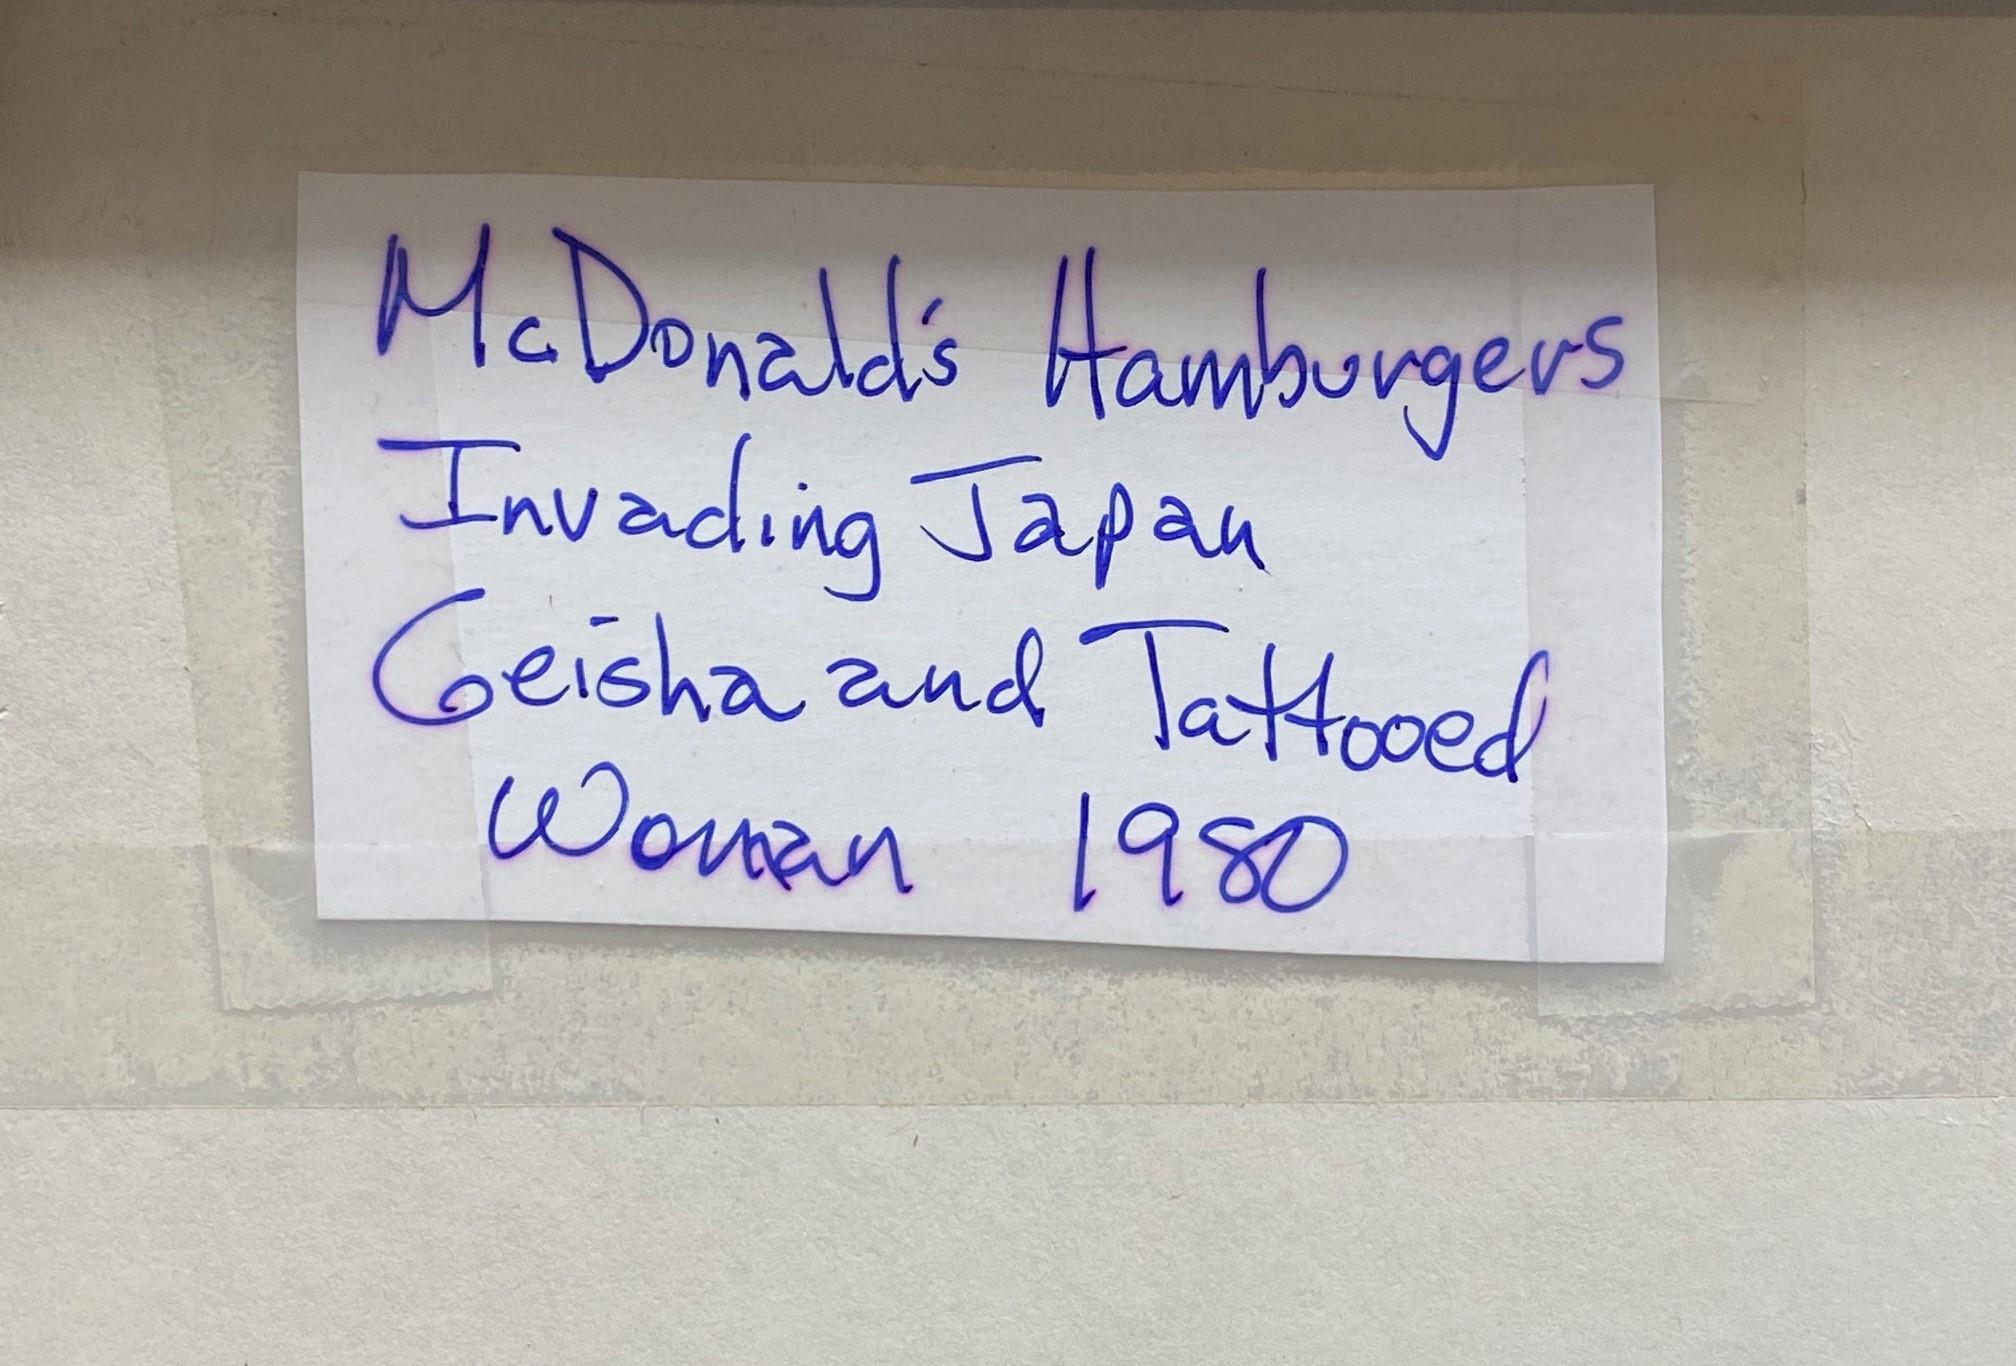 McDonald's Hamburgers
Invading Japan
Geisha and Tattooed
Woman 1980